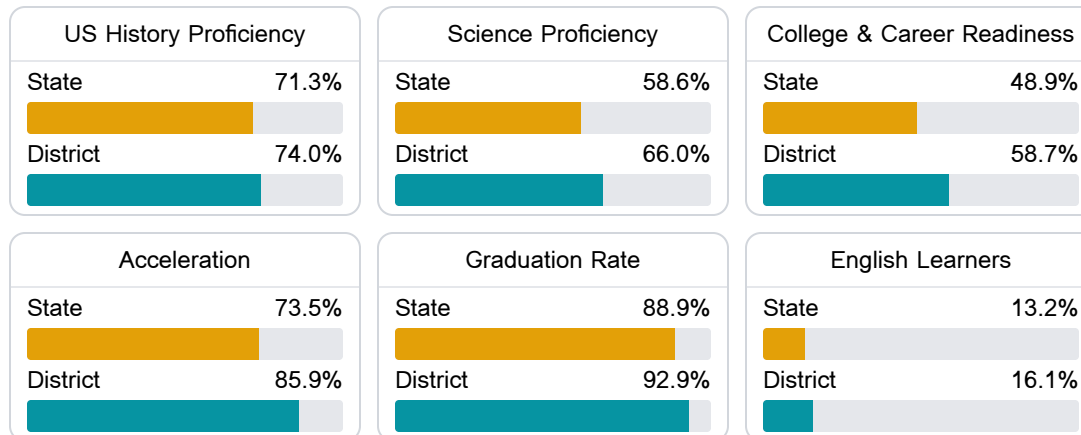 US History Proficiency
State 71.3%
District 74.0%
Science Proficiency
State 58.6%
District 66.0%
College & Career Readiness
State 48.9%
District 58.7%
Acceleration
State 73.5%
District 85.9%
Graduation Rate
State 88.9%
District 92.9%
English Learners
State 13.2%
District 16.1%